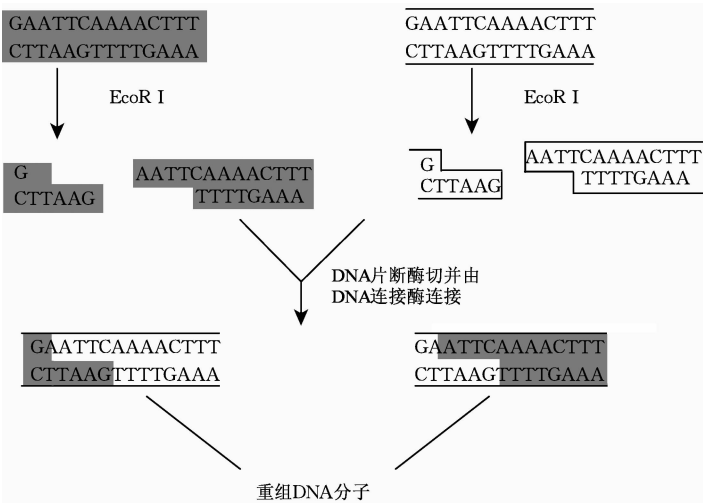 GAATTCAAAACTTT
CTTAAGTTTTGAAA
GAATTCAAAACTTT
CTTAAGTTTTGAAA
EcoR I
EcoR I
G
CTTAAG
AATTCAAAACTTT
TTTTGAAA
G
CTTAAG
AATTCAAAACTTT
TTTTGAAA
DNA片断酶切并由
DNA连接酶连接
GAATTCAAAACTTT
CTTAAGTTTTGAAA
GAATTCAAAACTTT
CTTAAGTTTTGAAA
重组DNA分子